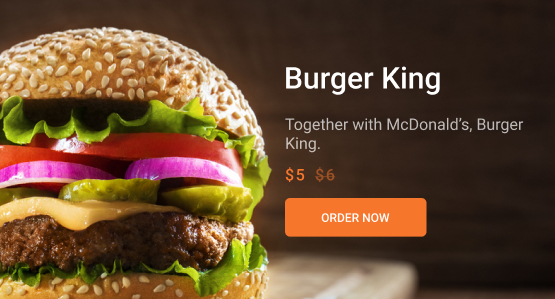 Burger King
Together with McDonald's, Burger
King.
$5 $6
ORDER NOW